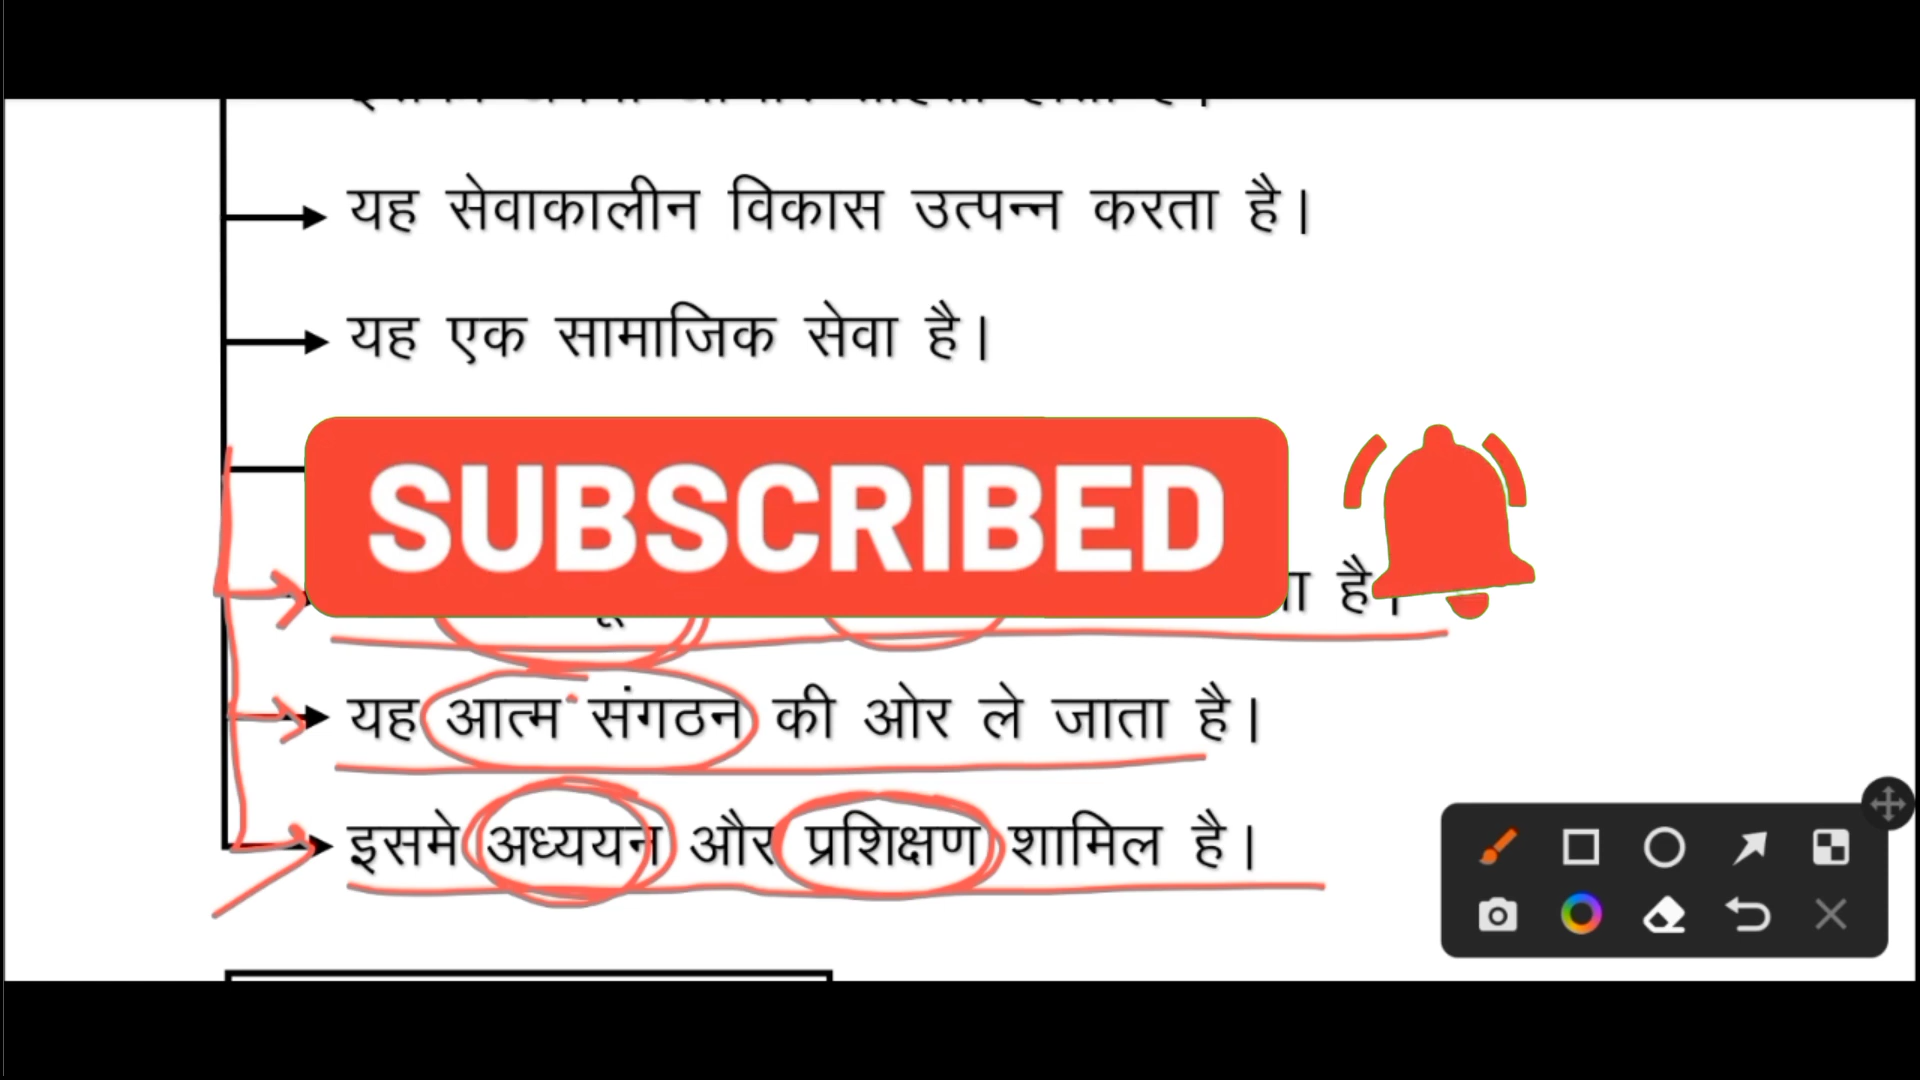 यह सेवाकालीन विकास उत्पन्न करता है।
यह एक सामाजिक सेवा है।
SUBSCRIBED
है।
यह आत्म संगठन की ओर ले जाता है।
इसमे अध्ययन और प्रशिक्षण शामिल है।